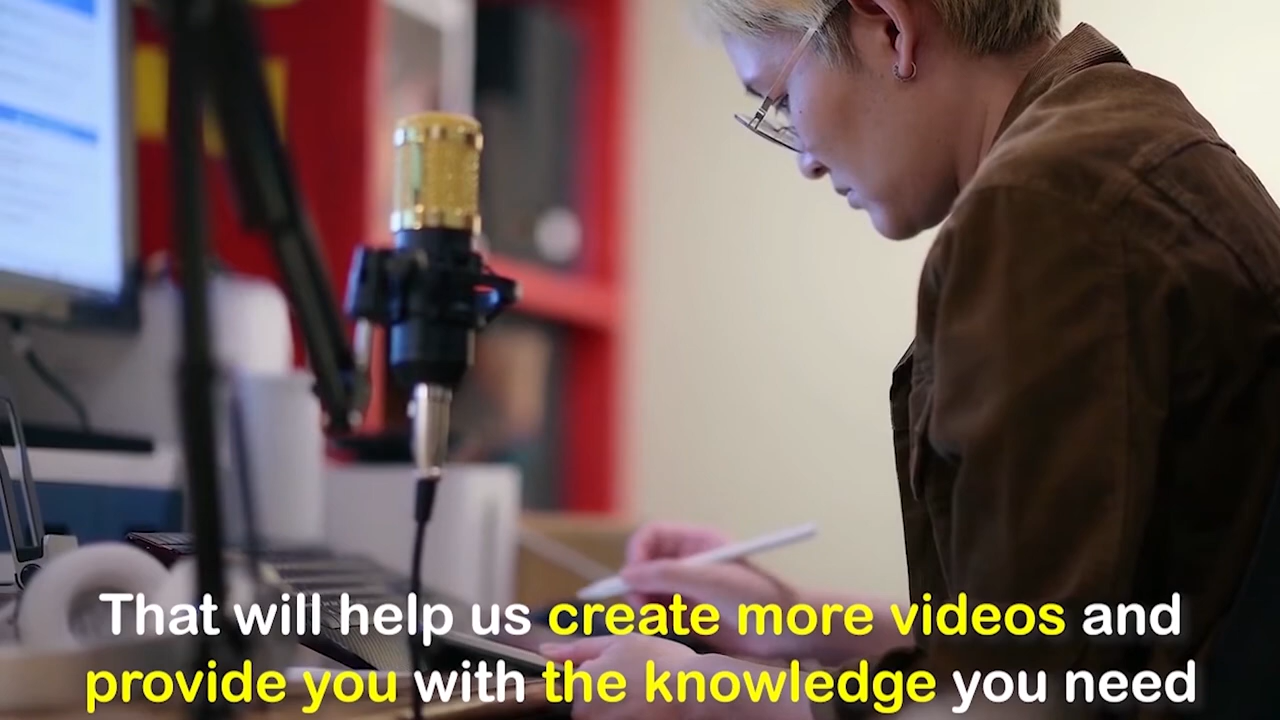 That will help us create more videos and
provide you with the knowledge you need